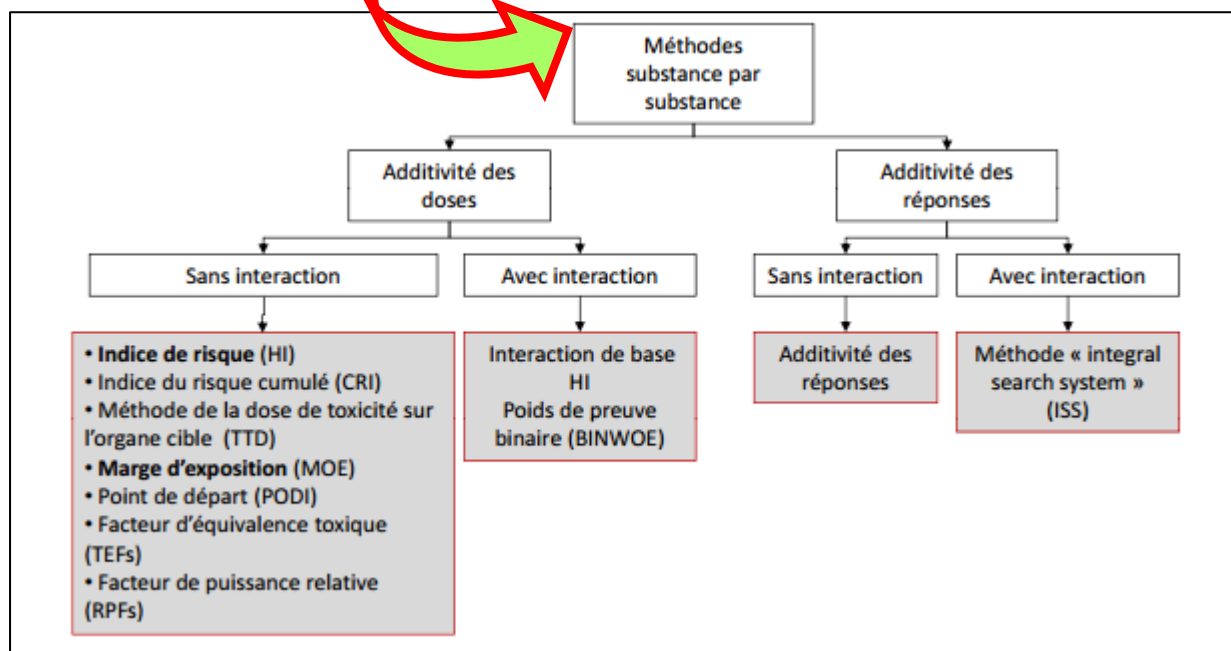 Méthodes
substance par
substance
Additivité des
doses
Additivité des
réponses
Sans interaction
Avec interaction
Sans interaction
Avec interaction
• Indice de risque (HI)
• Indice du risque cumulé (CRI)
• Méthode de la dose de toxicité sur
l'organe cible (TTD)
• Marge d'exposition (MOE)
• Point de départ (PODI)
• Facteur d'équivalence toxique
(TEFs)
• Facteur de puissance relative
(RPFs)
Interaction de base
HI
Poids de preuve
binaire (BINWOE)
Additivité des
réponses
Méthode « integral
search system »
(ISS)